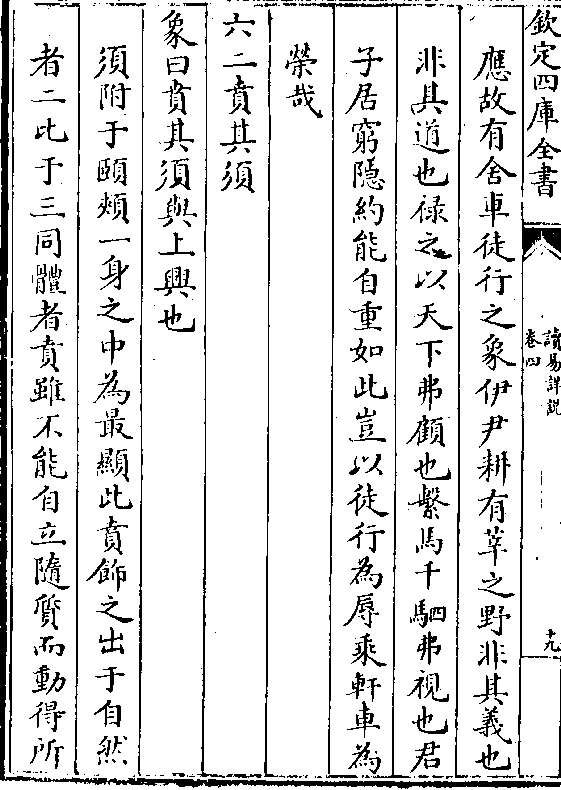 欽定四庫全書
讀易詳説
卷四
十九
應故有舍車徒行之象伊尹耕有莘之野非其義也
非其道也禄之以天下弗顧也繫馬千駟弗視也君
子居窮隱約能自重如此豈以徒行為辱乘軒車為
榮哉
六二賁其須
象曰賁其須與上興也
須附于頤頰一身之中為最顯此賁飾之出于自然
者二比于三同體者賁雖不能自立隨質而動得所